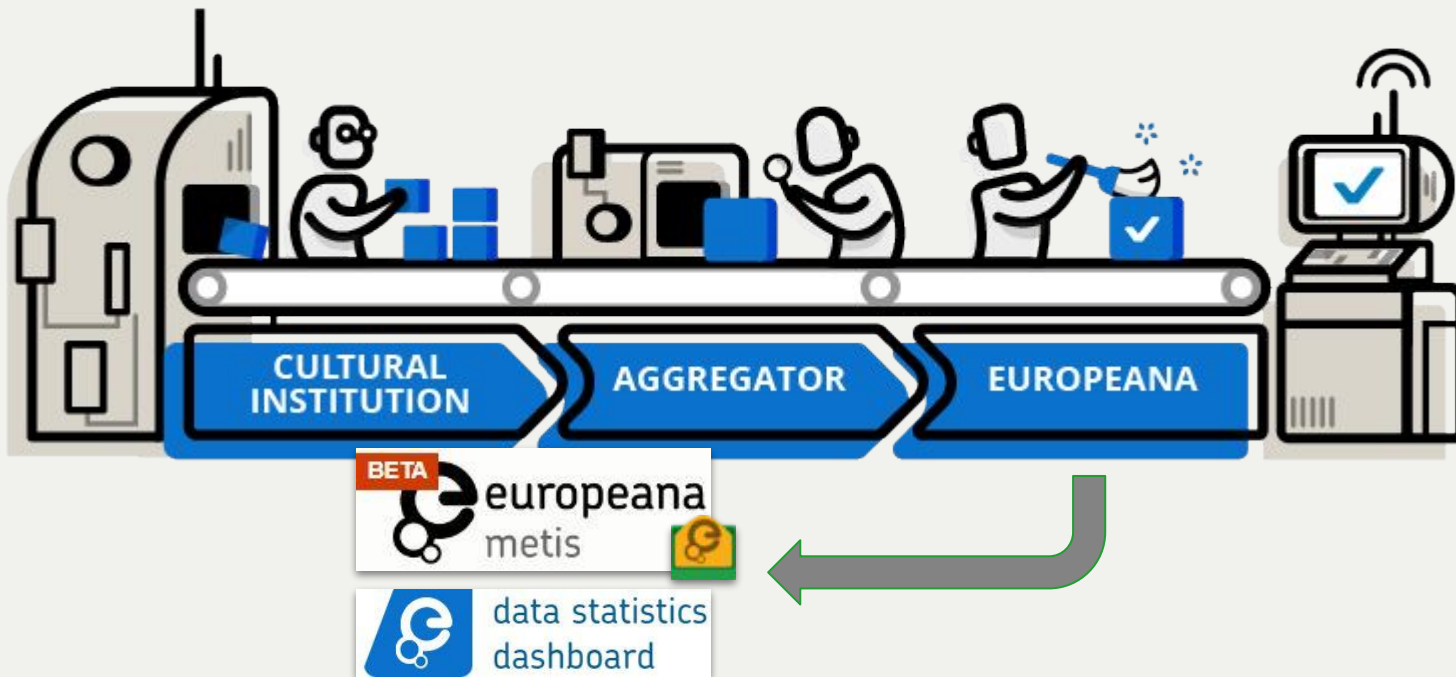 CULTURAL
INSTITUTION
AGGREGATOR
EUROPEANA
BETA
europeana
metis
data statistics
dashboard